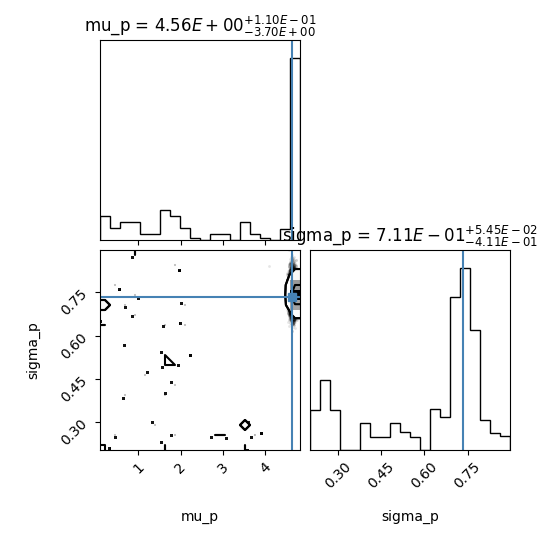 mu_p = 4.56E+00+1.10E−01−3.70E+00
sigma_p = 7.11E−01+5.45E−02−4.11E−01
sigma_p
0.75
0.60
0.45
0.30
1 2 3 4
0.30 0.45 0.60 0.75
mu_p sigma_p